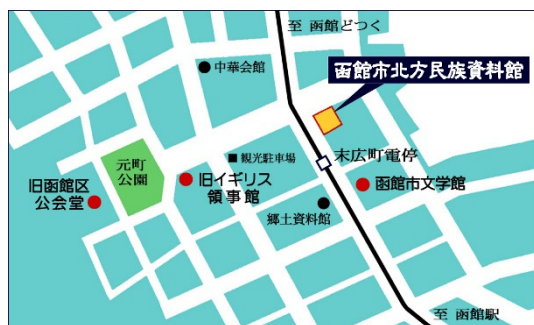 至 函館どつく
函館市北方民族資料館
中華会館
元町
公園
観光駐車場
末広町電停
旧イギリス
領事館
函館市文学館
旧函館区
公会堂
郷土資料館
至 函館駅